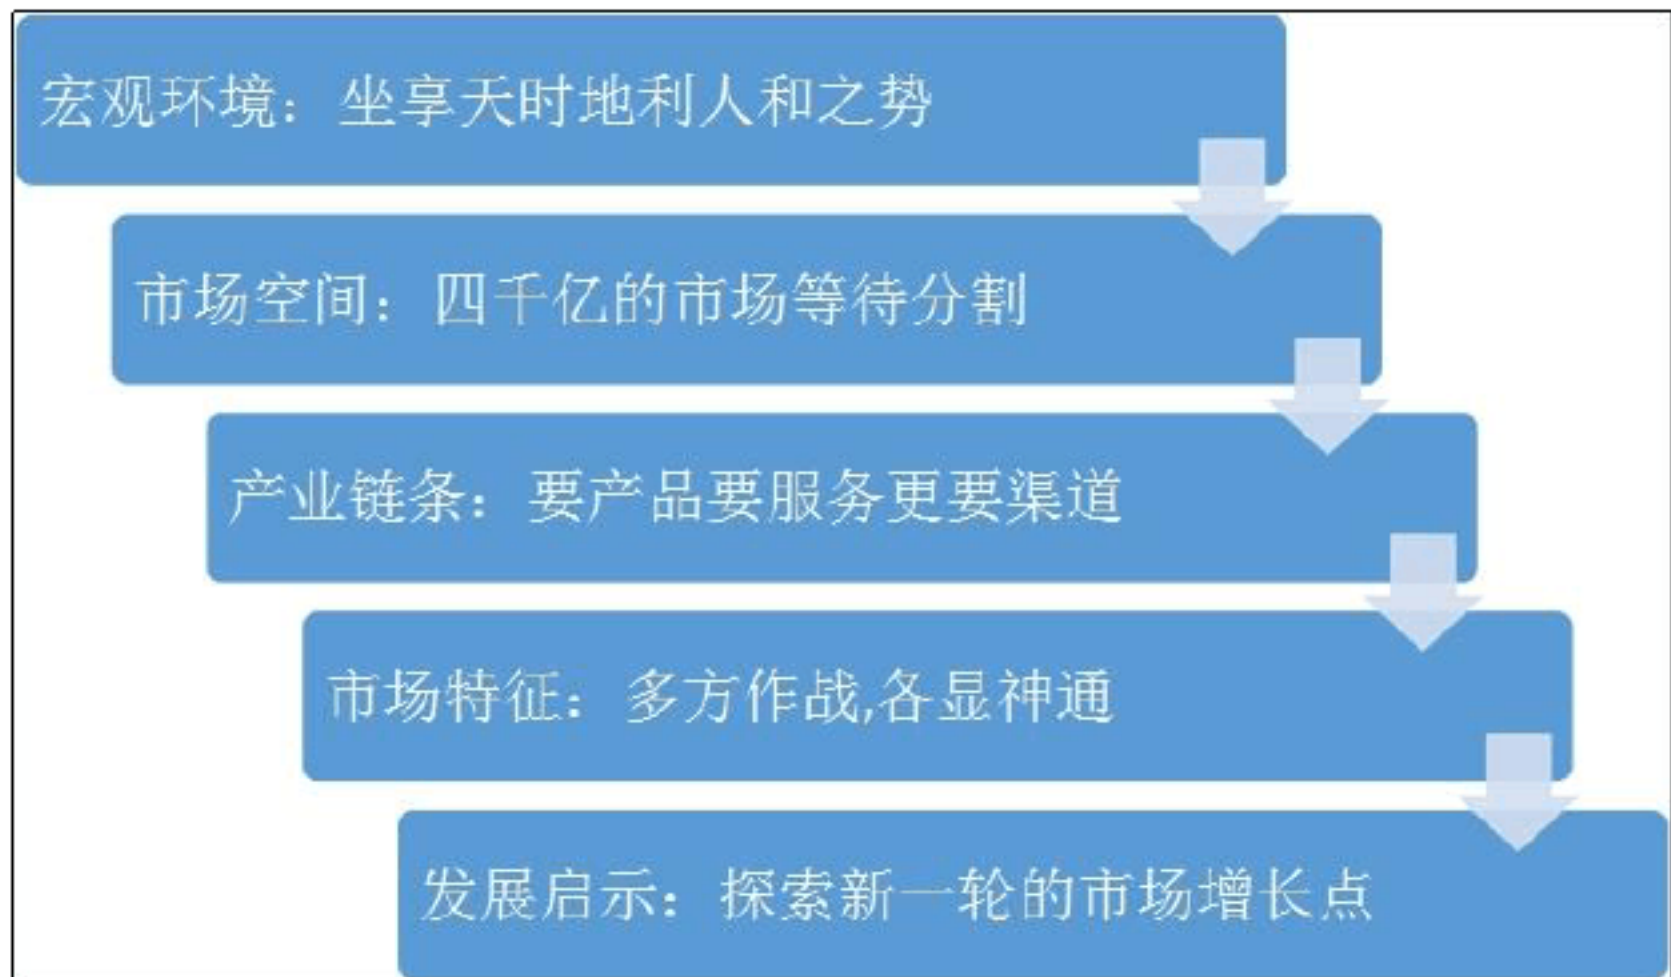 宏观环境：坐享天时地利人和之势
市场空间：四千亿的市场等待分割
产业链条：要产品要服务更要渠道
市场特征：多方作战,各显神通
发展启示：探索新一轮的市场增长点